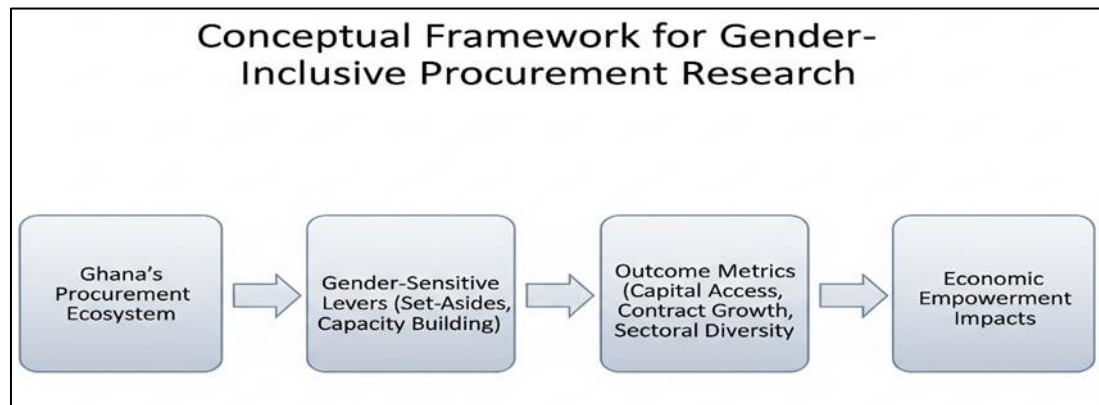 Conceptual Framework for Gender-
Inclusive Procurement Research
Ghana's
Procurement
Ecosystem
Gender-Sensitive
Levers (Set-Asides,
Capacity Building)
Outcome Metrics
(Capital Access,
Contract Growth,
Sectoral Diversity
Economic
Empowerment
Impacts